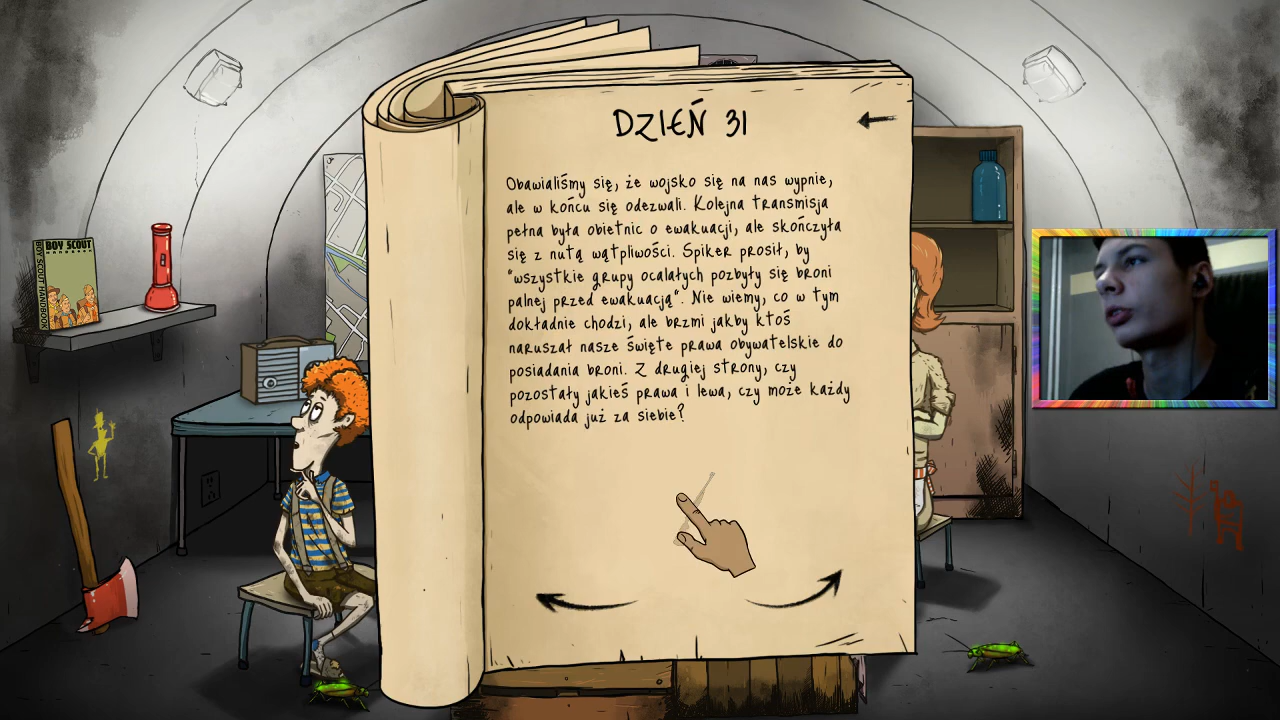 DZIEŃ 31
Obawialiśmy się, że wojsko się na nas wypnie,
ale w końcu się odezwali. Kolejna transmisja
pełna była obietnic o ewakuacji, ale skończyła
się z nutą wątpliwości. Spiker prosił, by
"wszystkie grupy ocalałych pozbyły się broni
palnej przed ewakuacją". Nie wiemy, co w tym
dokładnie chodzi, ale brzmi jakby ktoś
naruszał nasze święte prawa obywatelskie do
posiadania broni. Z drugiej strony, czy
pozostały jakieś prawa i lewa, czy może każdy
odpowiada już za siebie?
BOY SCOUT
BOY SCOUT HANDBOOK